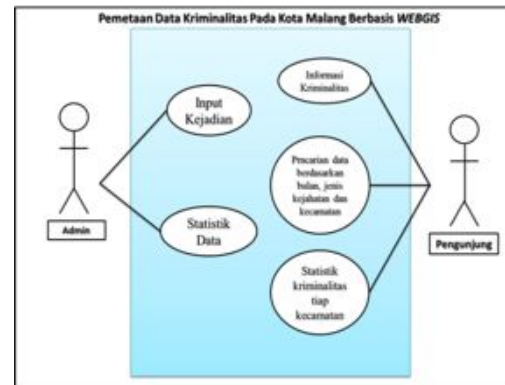 Pemetaan Data Kriminalitas Pada Kota Malang Berbasis WEBGIS
Input
Kejadian
Statistik
Data
Admin
Informasi
Kriminalitas
Pencarian data
berdasarkan
bulan, jenis
kejahatan dan
kecamatan
Statistik
kriminalitas
tiap
kecamatan
Pengunjung